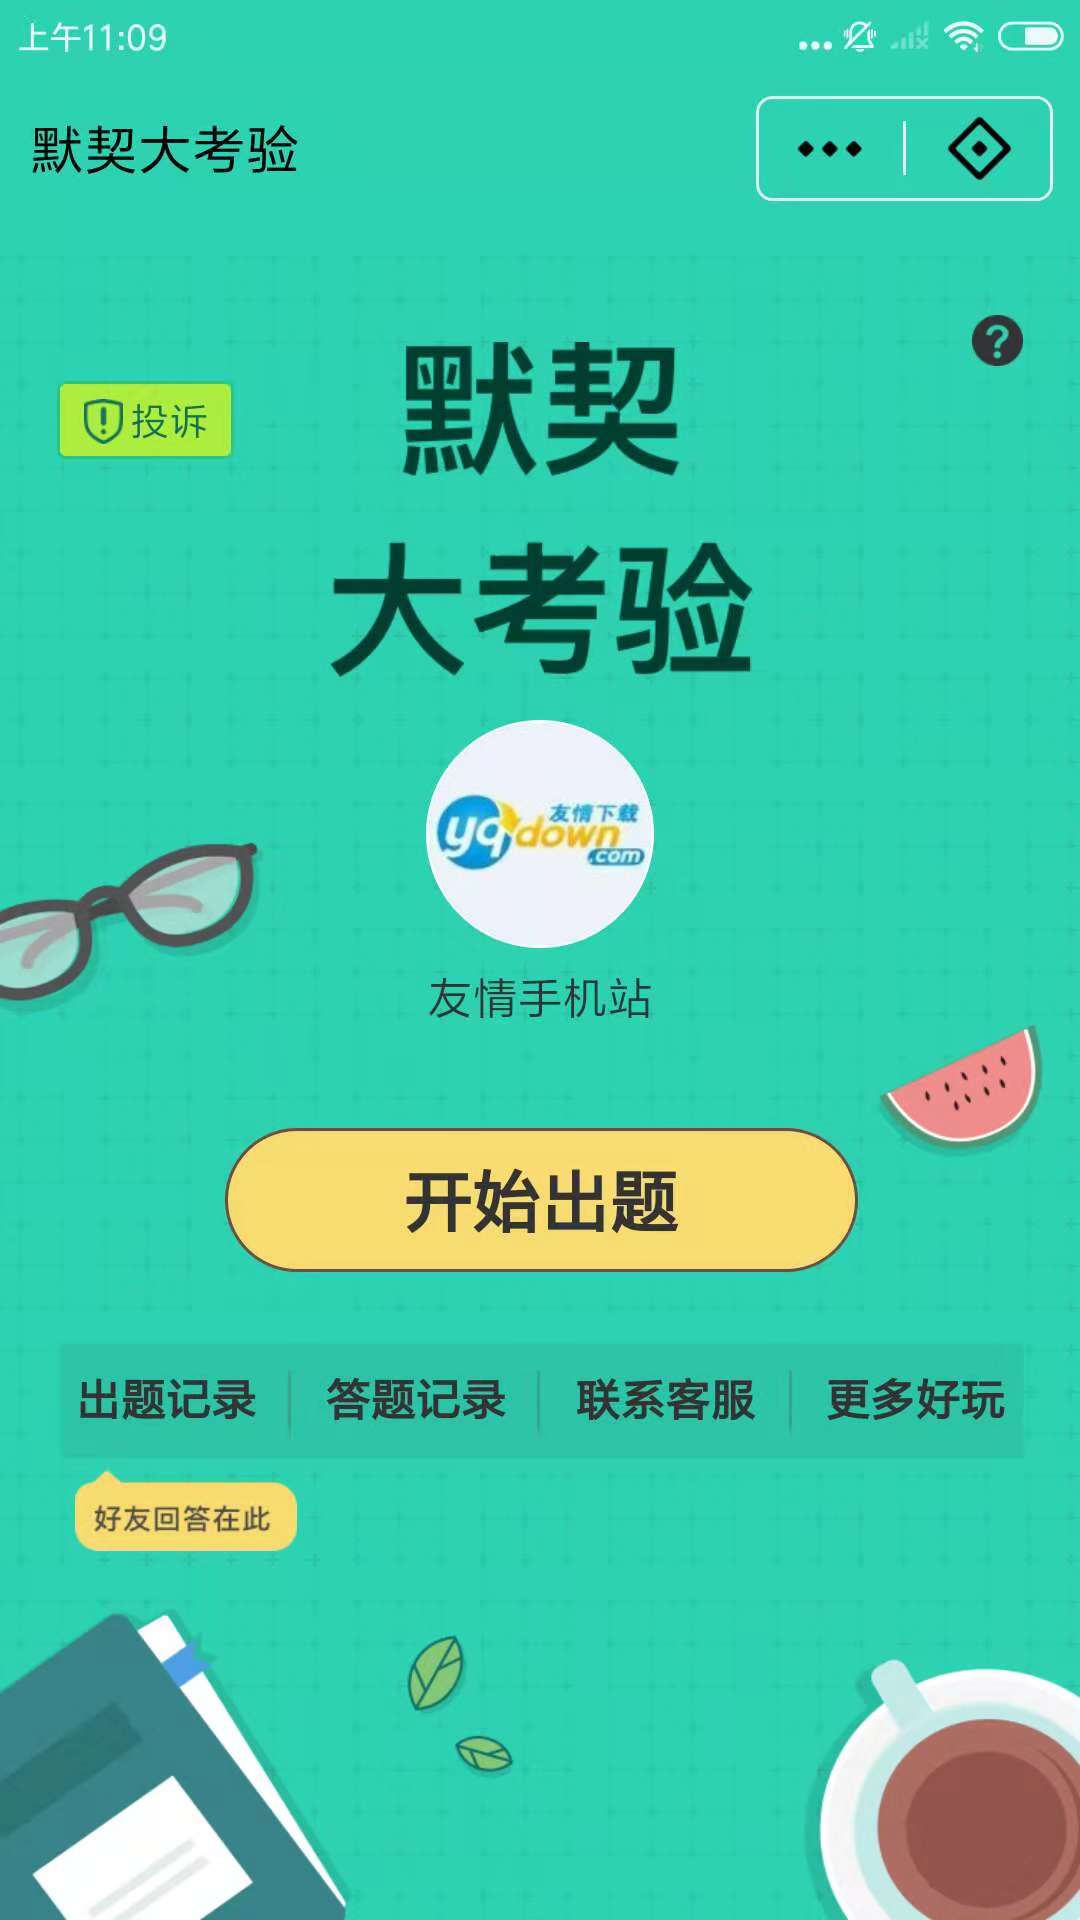 上午11:09
默契大考验
投诉
默契
大考验
友情下载
yqdown
.com
友情手机站
开始出题
出题记录 答题记录 联系客服 更多好玩
好友回答在此